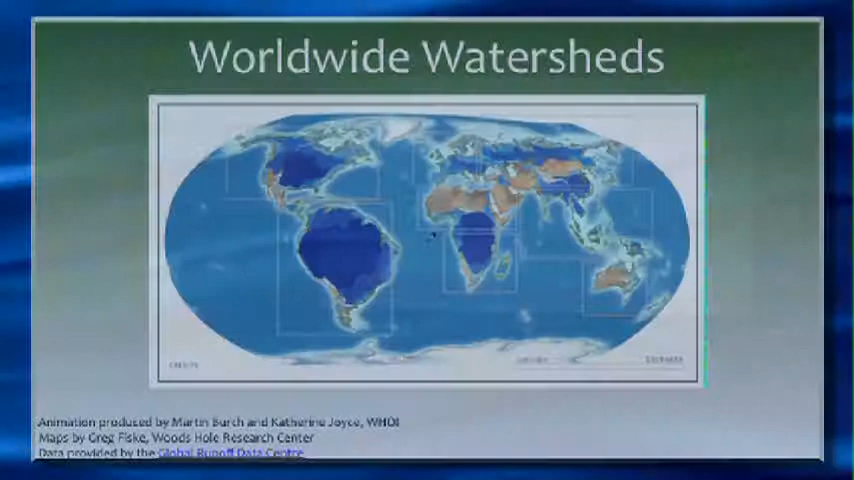 Worldwide Watersheds
Animation produced by Martin Burch and Katherine Joyce, WHOI
Maps by Greg Fiske, Woods Hole Research Center
Data provided by the Global Runoff Data Centre